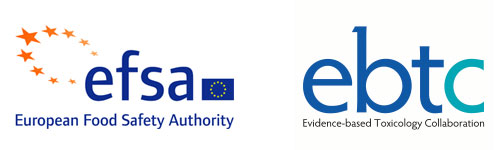 efsa
European Food Safety Authority
ebtc
Evidence-based Toxicology Collaboration